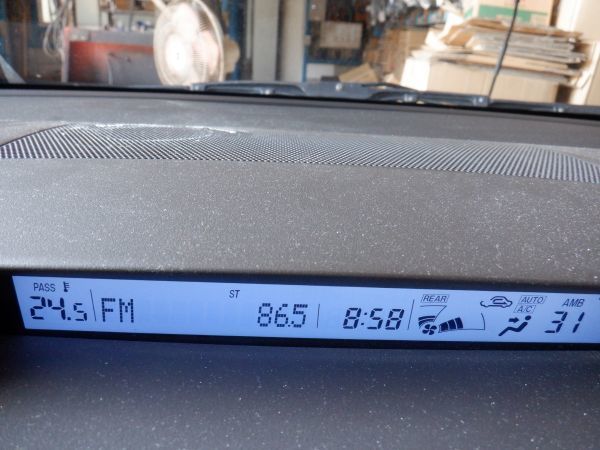 PASS ST REAR AUTO AMB
24.5 FM 86.5 8:58 A/C 31